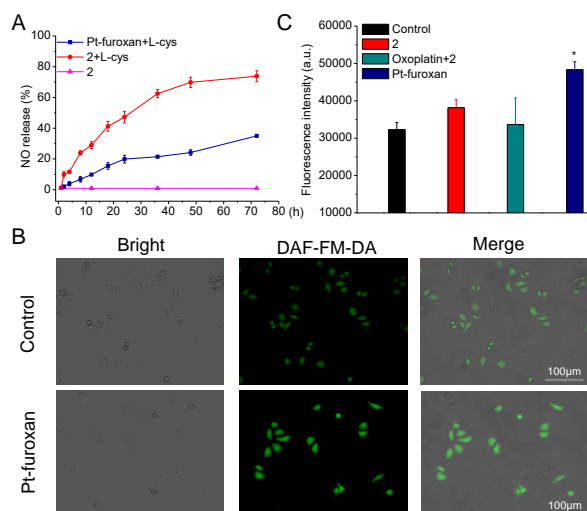 A
Pt-furoxan+L-cys
2+L-cys
2
NO release (%)
100
80
60
40
20
0
0 10 20 30 40 50 60 70 (h)
C
Control
2
Oxoplatin+2
Pt-furoxan
*
Fluorescence intensity (a.u.)
60000
50000
40000
30000
20000
10000
B
Bright DAF-FM-DA Merge
Control
100μm
Pt-furoxan
100μm